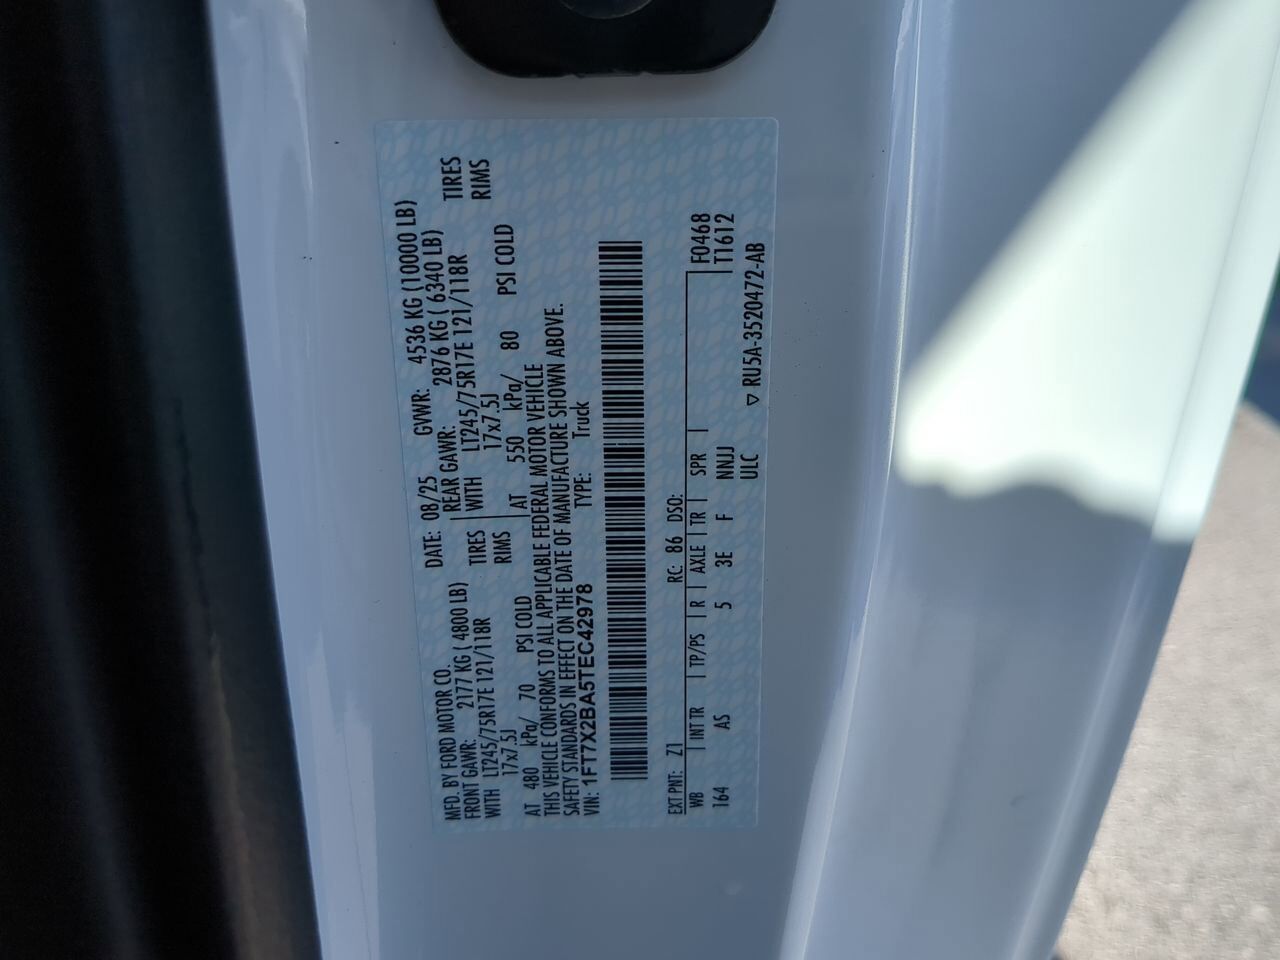 MFD. BY FORD MOTOR CO. DATE: 08/25 GVWR: 4536 KG (10000 LB)
FRONT GAWR: 2177 KG ( 4800 LB) REAR GAWR: 2876 KG ( 6340 LB)
WITH LT245/75R17E 121/118R TIRES WITH LT245/75R17E 121/118R TIRES
17x7.5J RIMS 17x7.5J RIMS
AT 480 kPa/ 70 PSI COLD AT 550 kPa/ 80 PSI COLD
THIS VEHICLE CONFORMS TO ALL APPLICABLE FEDERAL MOTOR VEHICLE
SAFETY STANDARDS IN EFFECT ON THE DATE OF MANUFACTURE SHOWN ABOVE.
VIN: 1FT7X2BA5TEC42978 TYPE: Truck
EXT PNT: Z1 RC: 86 DSO:
WB INT TR TP/PS R AXLE TR SPR F0468
164 AS 5 3E F NNJJ T1612
ULC ▽ RU5A-3520472-AB